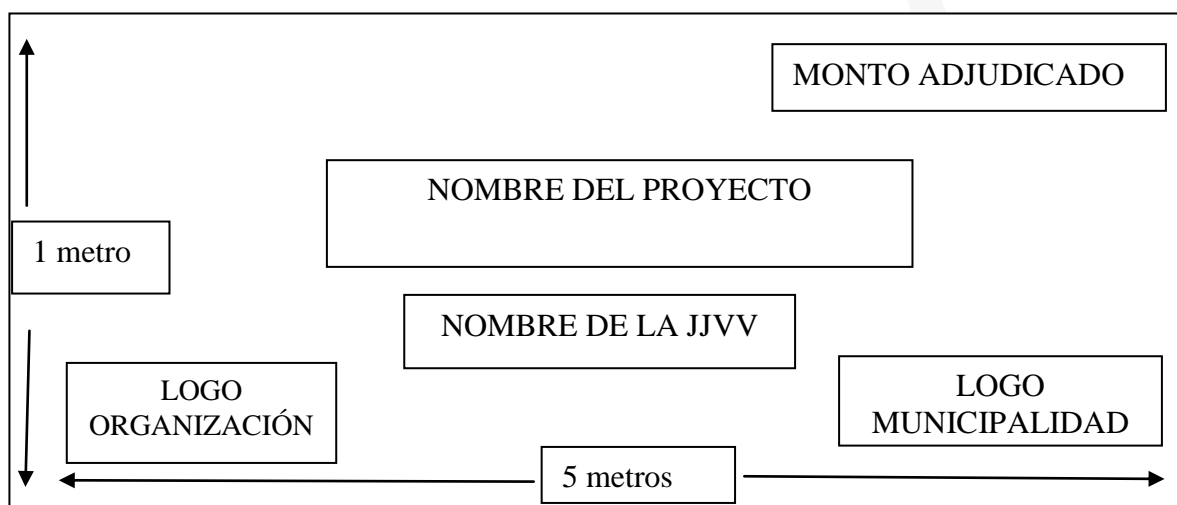 MONTO ADJUDICADO
NOMBRE DEL PROYECTO
1 metro
NOMBRE DE LA JJVV
LOGO
ORGANIZACIÓN
LOGO
MUNICIPALIDAD
5 metros